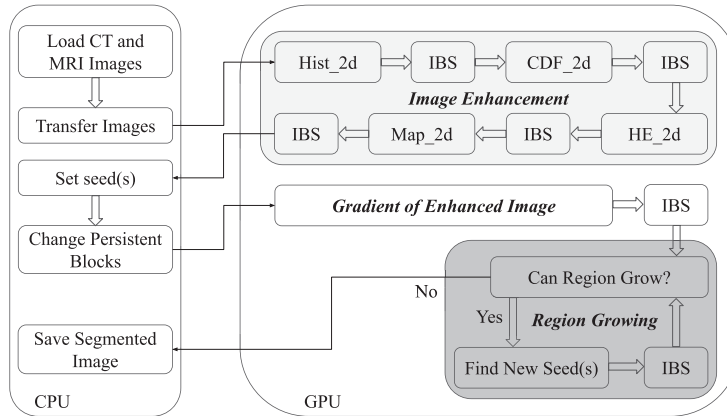 Load CT and
MRI Images
Transfer Images
Set seed(s)
Change Persistent
Blocks
Save Segmented
Image
CPU
Hist_2d
IBS
CDF_2d
IBS
Image Enhancement
IBS
Map_2d
IBS
HE_2d
Gradient of Enhanced Image
IBS
Can Region Grow?
No
Yes
Region Growing
Find New Seed(s)
IBS
GPU